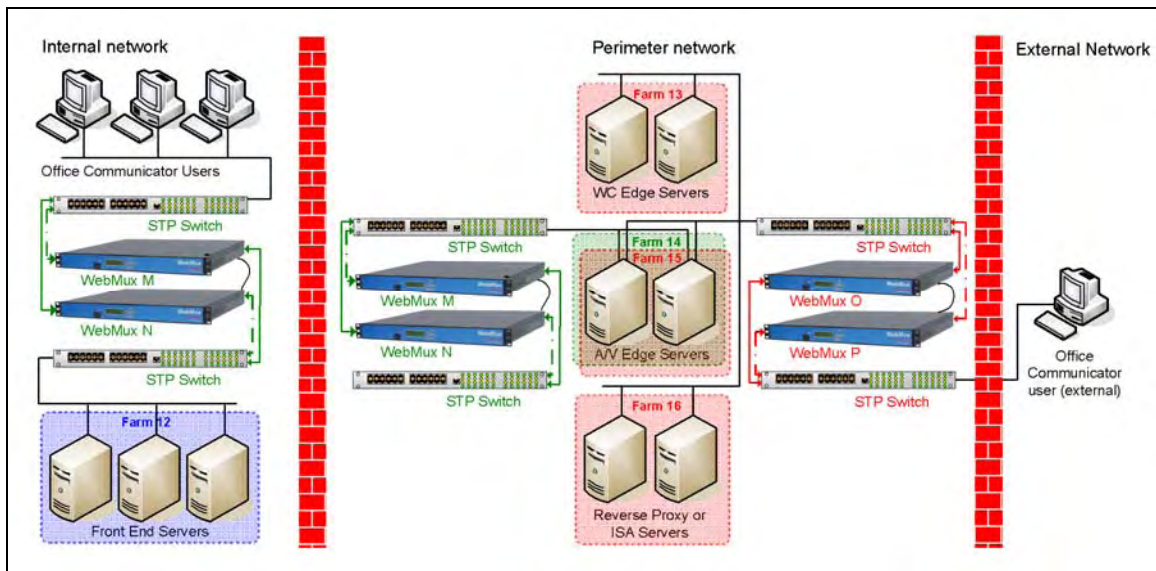 Internal network
Perimeter network
External Network
Office Communicator Users
STP Switch
WebMux M
WebMux N
STP Switch
Farm 12
Front End Servers
STP Switch
WebMux M
WebMux N
STP Switch
Farm 13
WC Edge Servers
Farm 14
Farm 15
A/V Edge Servers
Farm 16
Reverse Proxy or
ISA Servers
STP Switch
WebMux O
WebMux P
STP Switch
Office
Communicator
user (external)